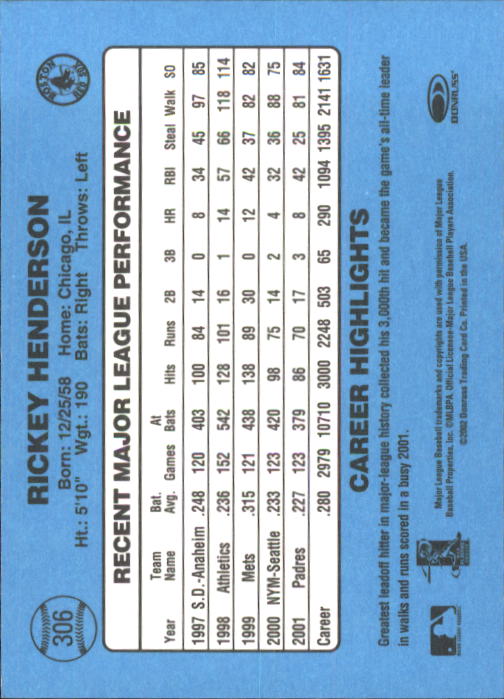 306
RICKEY HENDERSON
Born: 12/25/58 Home: Chicago, IL
Ht.: 5'10" Wgt.: 190 Bats: Right Throws: Left
BOSTON
RED SOX
RECENT MAJOR LEAGUE PERFORMANCE
Year Team Name Bat. Avg. Games At Bats Hits Runs 2B 3B HR RBI Steal Walk SO
1997 S.D.-Anaheim .248 120 403 100 84 14 0 8 34 45 97 85
1998 Athletics .236 152 542 128 101 16 1 14 57 66 118 114
1999 Mets .315 121 438 138 89 30 0 12 42 37 82 82
2000 NYM-Seattle .233 123 420 98 75 14 2 4 32 36 88 75
2001 Padres .227 123 379 86 70 17 3 8 42 25 81 84
Career .280 2979 10710 3000 2248 503 65 290 1094 1395 2141 1631
CAREER HIGHLIGHTS
Greatest leadoff hitter in major-league history collected his 3,000th hit and became the game's all-time leader
in walks and runs scored in a busy 2001.
Major League Baseball trademarks and copyrights are used with permission of Major League
Baseball Properties, Inc. ©MLBPA. Official Licensee-Major League Baseball Players Association.
©2002 Donruss Trading Card Co. Printed in the USA.
DONRUSS